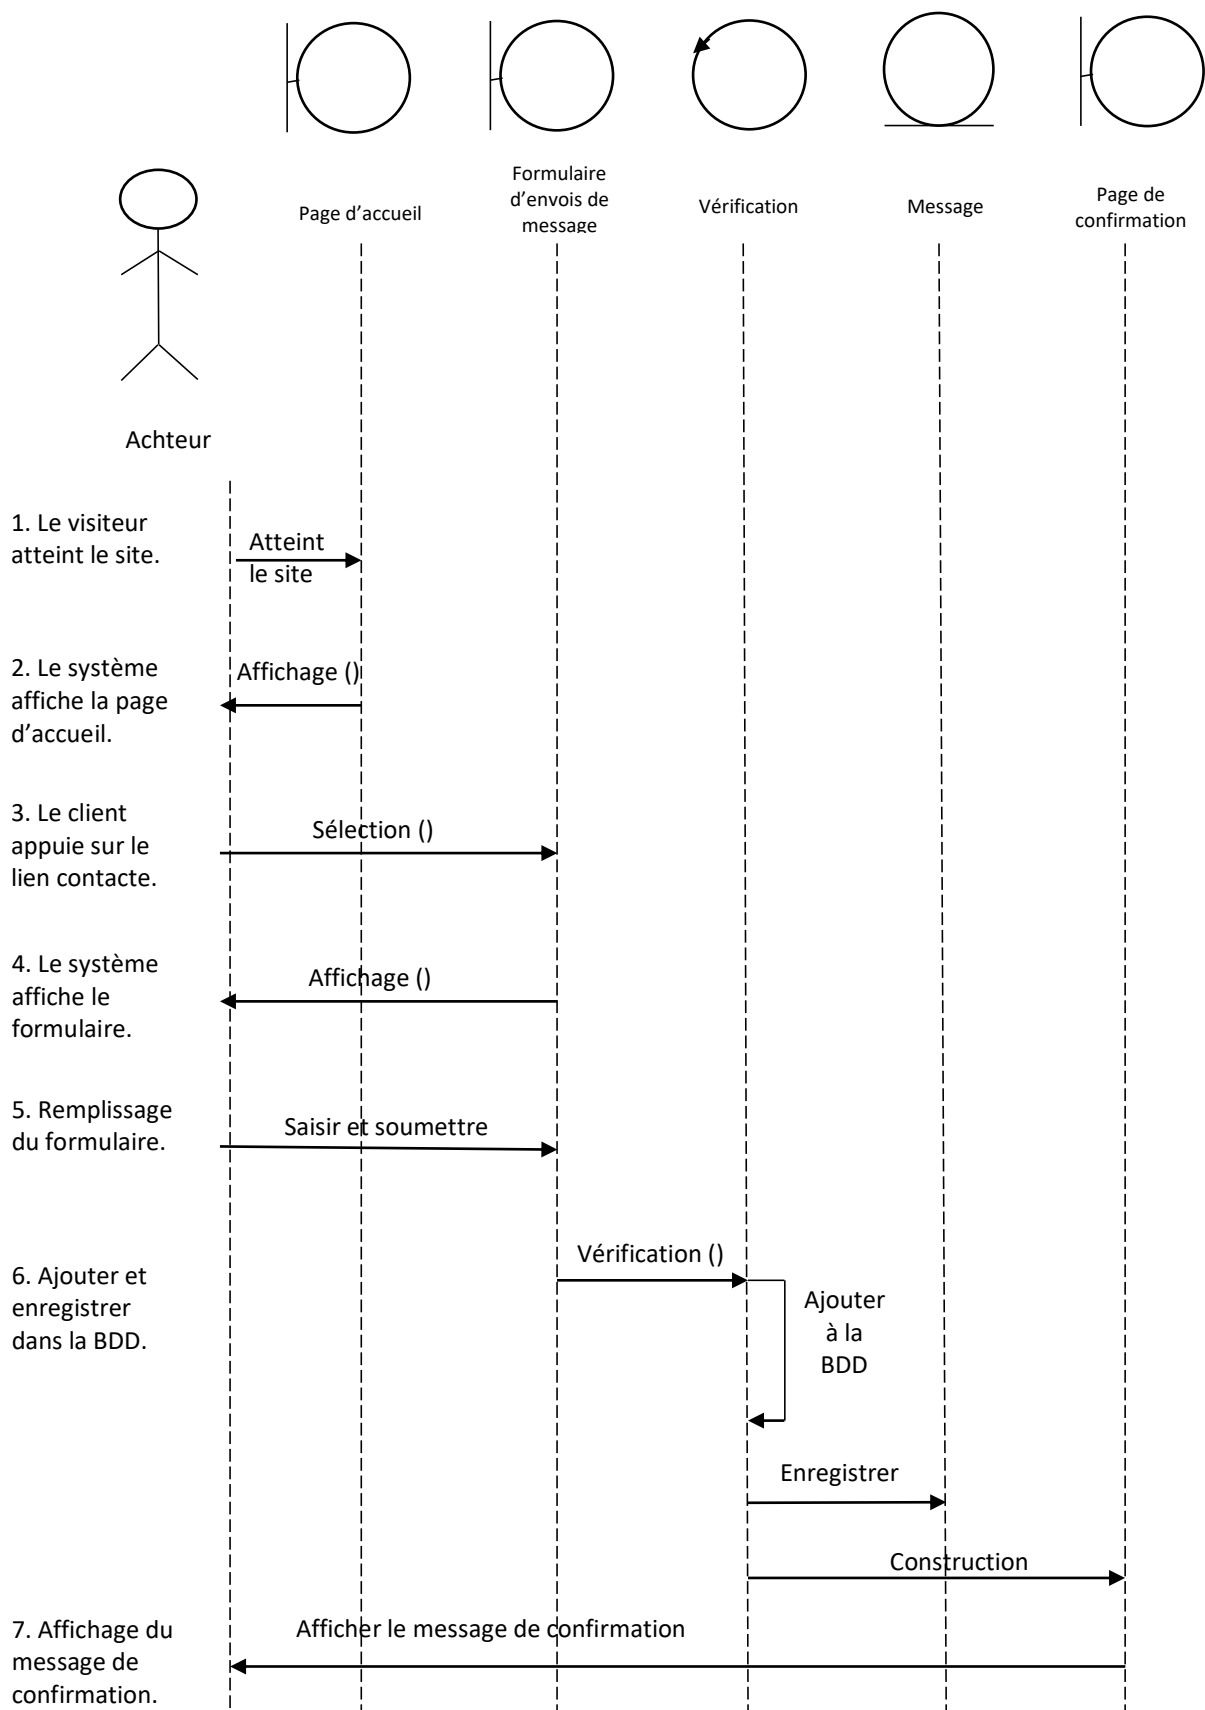 Formulaire
d'envois de
message
Page d'accueil
Vérification
Message
Page de
confirmation
Achteur
1. Le visiteur
atteint le site.
Atteint
le site
2. Le système
affiche la page
d'accueil.
Affichage ()
3. Le client
appuie sur le
lien contacte.
Sélection ()
4. Le système
affiche le
formulaire.
Affichage ()
5. Remplissage
du formulaire.
Saisir et soumettre
6. Ajouter et
enregistrer
dans la BDD.
Vérification ()
Ajouter
à la
BDD
Enregistrer
Construction
7. Affichage du
message de
confirmation.
Afficher le message de confirmation